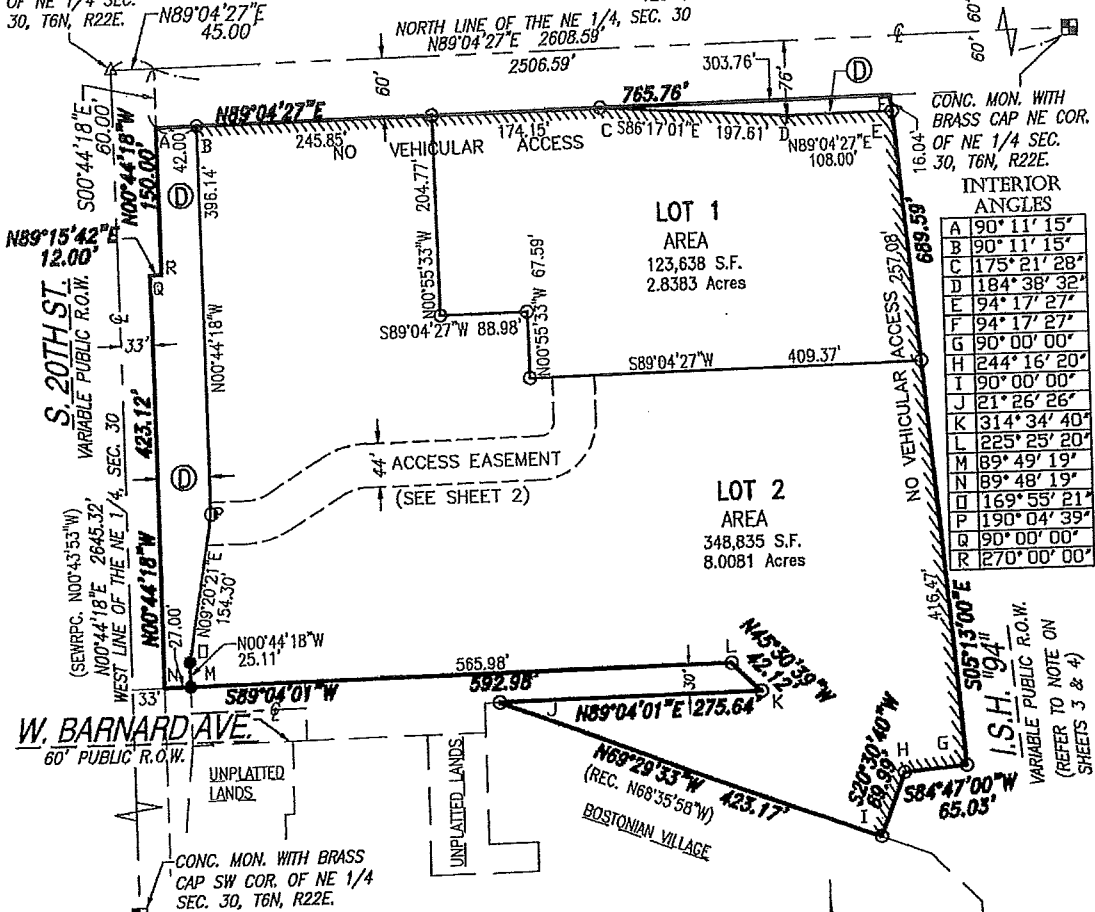 OF NE 1/4 SEC.
30, T6N, R22E.
N89°04'27"E
45.00'
NORTH LINE OF THE NE 1/4, SEC. 30
N89°04'27"E 2608.59'
2506.59'
60'
303.76'
76'
D
60'
60'
CONC. MON. WITH
BRASS CAP NE COR.
OF NE 1/4 SEC.
30, T6N, R22E.
S00°44'18"E
60.00'
N00°44'18"W
150.00'
N89°04'27"E
765.76'
A
42.00'
B
245.85'
174.15'
C
S86°17'01"E
197.61'
D
N89°04'27"E
108.00'
E
F
16.04'
NO VEHICULAR ACCESS
D
396.14'
204.77'
N00°55'33"W
LOT 1
AREA
123,638 S.F.
2.8383 Acres
257.08'
689.59'
INTERIOR
ANGLES
A 90° 11' 15"
B 90° 11' 15"
C 175° 21' 28"
D 184° 38' 32"
E 94° 17' 27"
F 94° 17' 27"
G 90° 00' 00"
H 244° 16' 20"
I 90° 00' 00"
J 21° 26' 26"
K 314° 34' 40"
L 225° 25' 20"
M 89° 49' 19"
N 89° 48' 19"
O 169° 55' 21"
P 190° 04' 39"
Q 90° 00' 00"
R 270° 00' 00"
N89°15'42"E
12.00'
R
Q
S. 20TH ST.
VARIABLE PUBLIC R.O.W.
33'
N00°44'18"W
S89°04'27"W 88.98'
N00°55'33"W 67.59'
S89°04'27"W 409.37'
NO VEHICULAR ACCESS
423.12'
N00°44'18"W
D
44'
ACCESS EASEMENT
(SEE SHEET 2)
P
LOT 2
AREA
348,835 S.F.
8.0081 Acres
(SEWRPC. N00°43'53"W)
N00°44'18"E 2645.32'
WEST LINE OF THE NE 1/4, SEC. 30
N09°20'21"E
154.30'
27.00'
O
N00°44'18"W
25.11'
N
M
416.47'
S05°13'00"E
I.S.H. "94"
VARIABLE PUBLIC R.O.W.
(REFER TO NOTE ON
SHEETS 3 & 4)
N45°30'39"W
42.12'
L
565.98'
592.98'
S89°04'01"W
30'
K
J
N89°04'01"E 275.64'
33'
W. BARNARD AVE.
60' PUBLIC R.O.W.
N69°29'33"W 423.17'
(REC. N68°35'58"W)
BOSTONIAN VILLAGE
S20°30'40"W
69.99'
H
G
I
S84°47'00"W
65.03'
UNPLATTED
LANDS
UNPLATTED LANDS
CONC. MON. WITH BRASS
CAP SW COR. OF NE 1/4
SEC. 30, T6N, R22E.